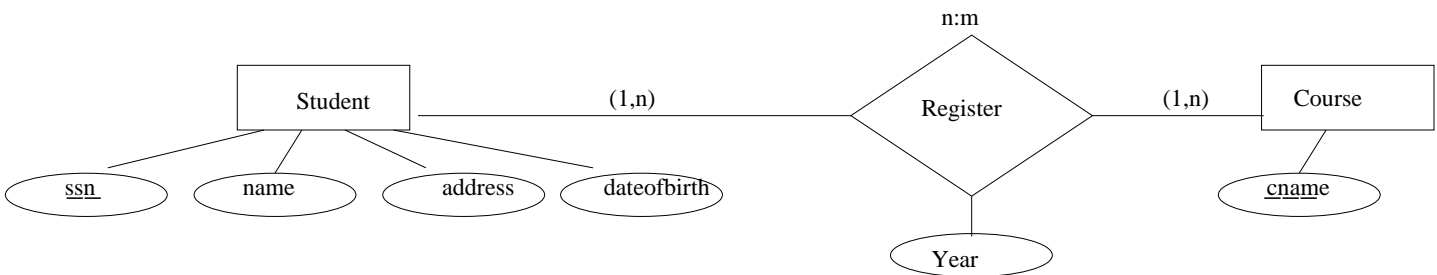 n:m
Student
(1,n)
Register
(1,n)
Course
ssn
name
address
dateofbirth
cname
Year